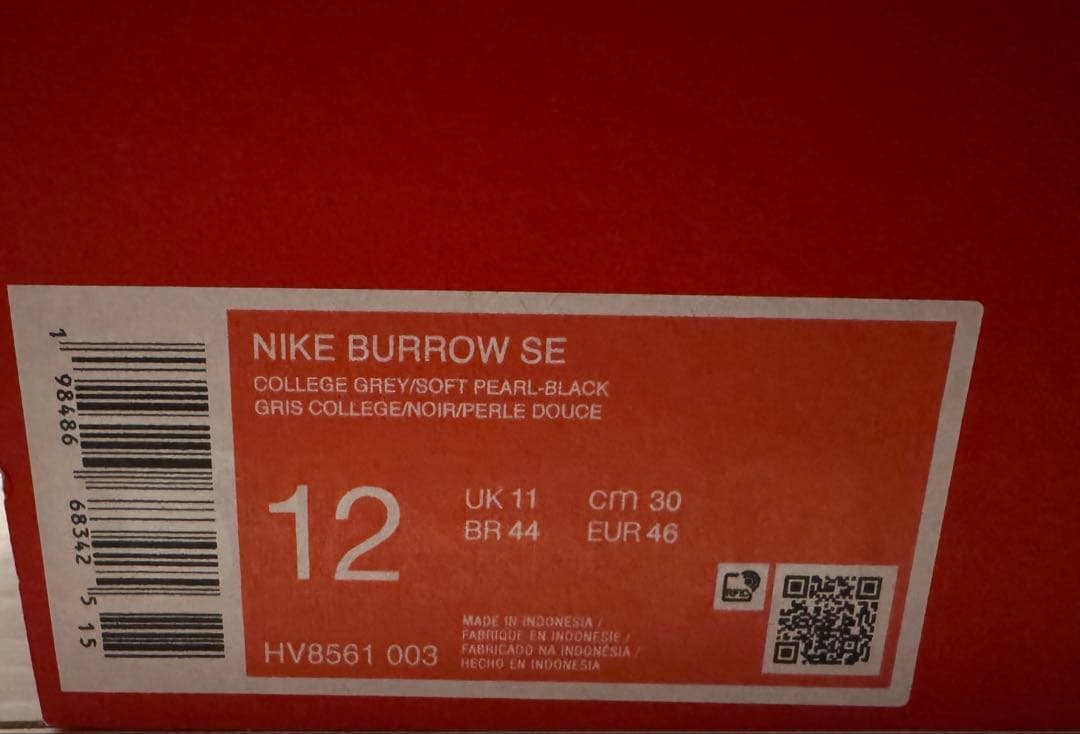 NIKE BURROW SE
COLLEGE GREY/SOFT PEARL-BLACK
GRIS COLLEGE/NOIR/PERLE DOUCE
12
UK 11 cm 30
BR 44 EUR 46
RFID
MADE IN INDONESIA /
FABRIQUÉ EN INDONESIE /
FABRICADO NA INDONÉSIA /
HECHO EN INDONESIA
HV8561 003
1 98486 68342 5 15